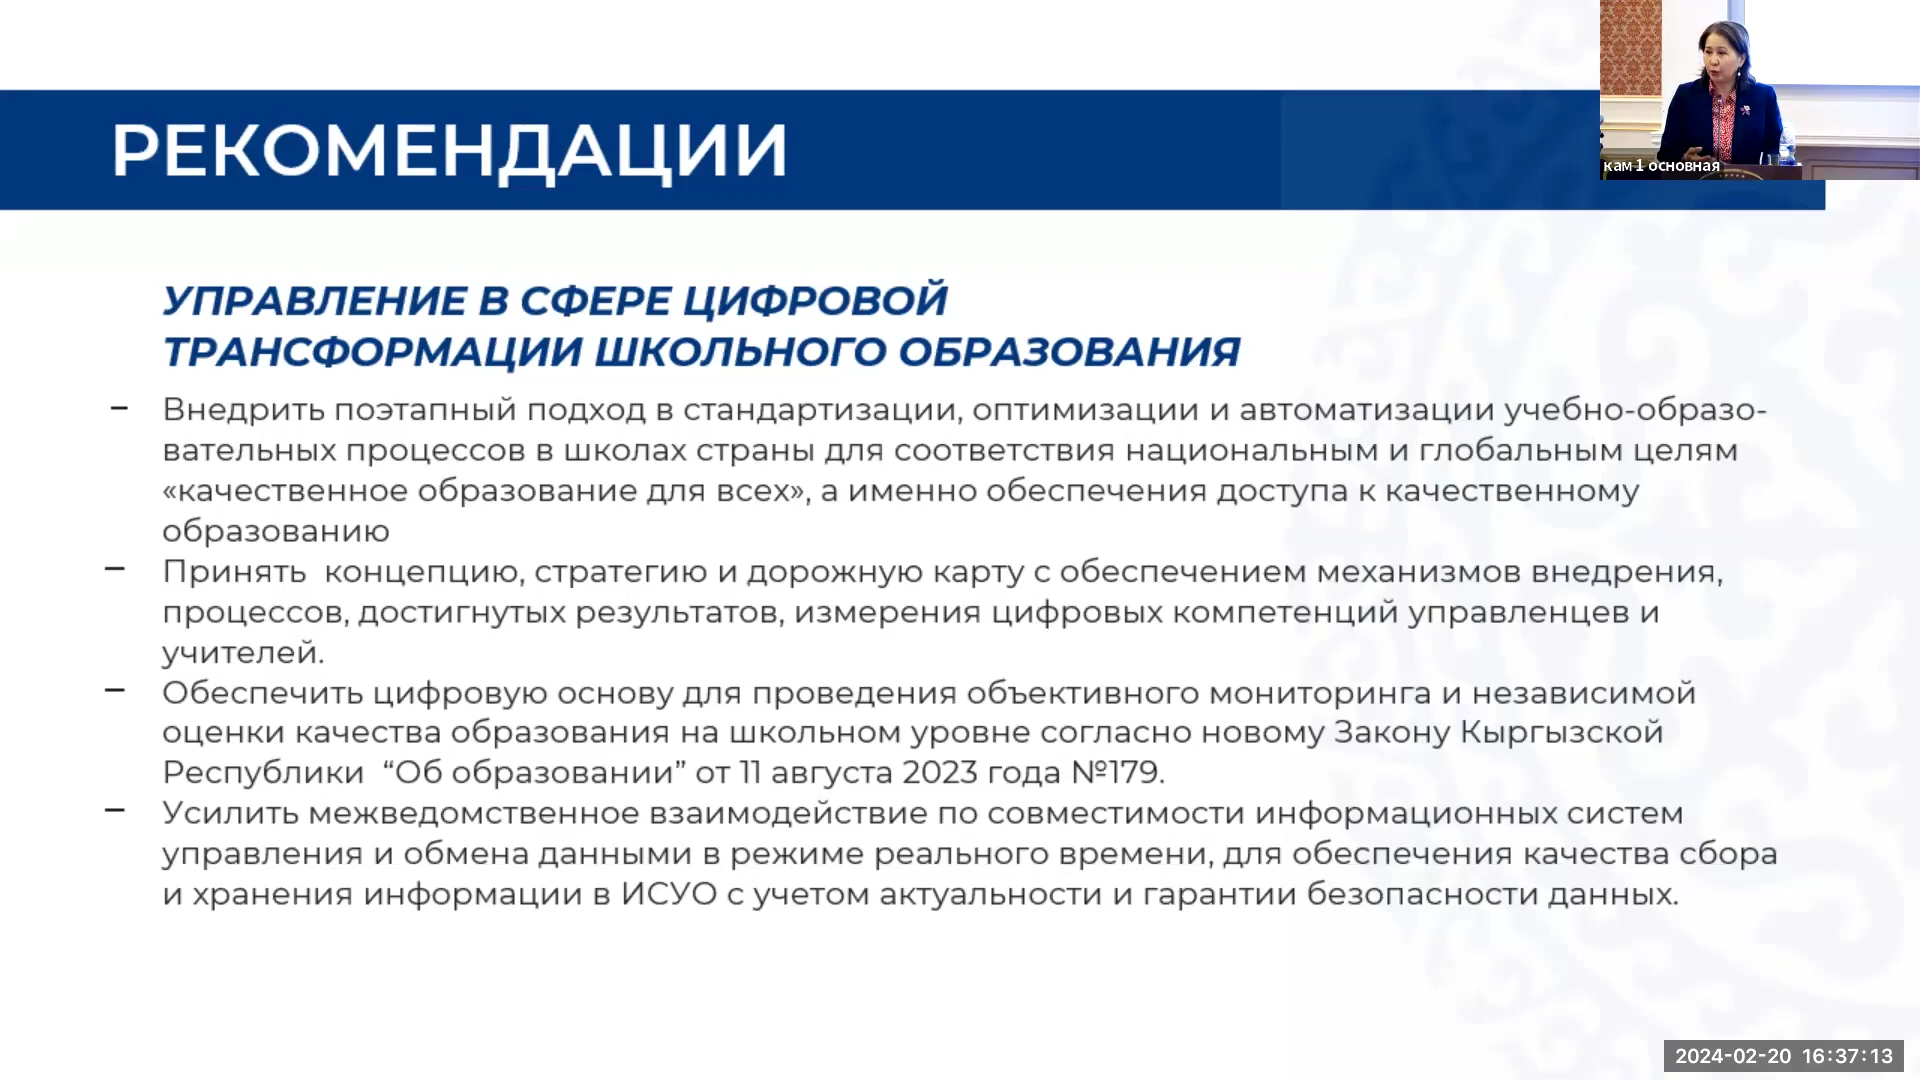 РЕКОМЕНДАЦИИ
кам 1 основная
УПРАВЛЕНИЕ В СФЕРЕ ЦИФРОВОЙ
ТРАНСФОРМАЦИИ ШКОЛЬНОГО ОБРАЗОВАНИЯ
– Внедрить поэтапный подход в стандартизации, оптимизации и автоматизации учебно-образо-
вательных процессов в школах страны для соответствия национальным и глобальным целям
«качественное образование для всех», а именно обеспечения доступа к качественному
образованию
– Принять  концепцию, стратегию и дорожную карту с обеспечением механизмов внедрения,
процессов, достигнутых результатов, измерения цифровых компетенций управленцев и
учителей.
– Обеспечить цифровую основу для проведения объективного мониторинга и независимой
оценки качества образования на школьном уровне согласно новому Закону Кыргызской
Республики  “Об образовании” от 11 августа 2023 года №179.
– Усилить межведомственное взаимодействие по совместимости информационных систем
управления и обмена данными в режиме реального времени, для обеспечения качества сбора
и хранения информации в ИСУО с учетом актуальности и гарантии безопасности данных.
2024-02-20 16:37:13